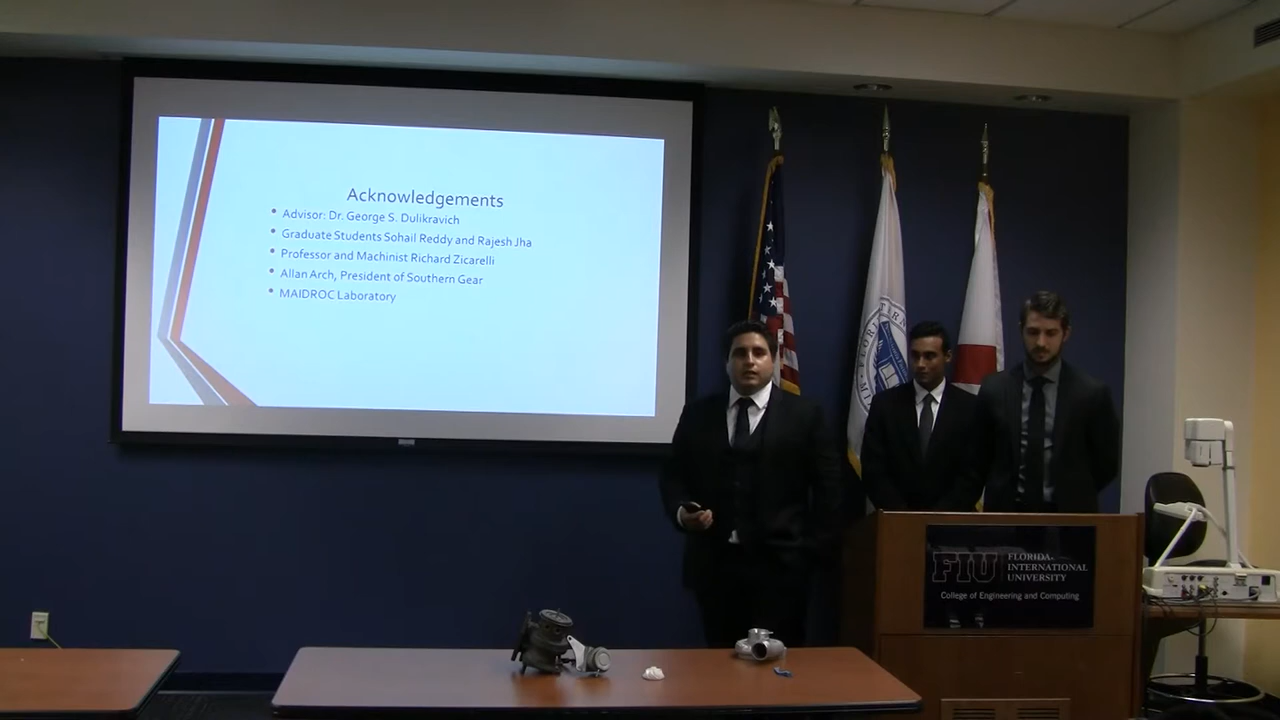 Acknowledgements
• Advisor: Dr. George S. Dulikravich
• Graduate Students Sohail Reddy and Rajesh Jha
• Professor and Machinist Richard Zicarelli
• Allan Arch, President of Southern Gear
• MAIDROC Laboratory
FIU
FLORIDA
INTERNATIONAL
UNIVERSITY
College of Engineering and Computing